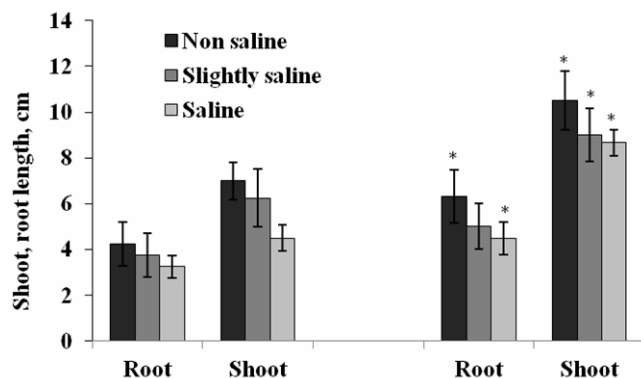 14
12
10
8
6
4
2
0
Shoot, root length, cm
Non saline
Slightly saline
Saline
* * * * *
Root Shoot Root Shoot